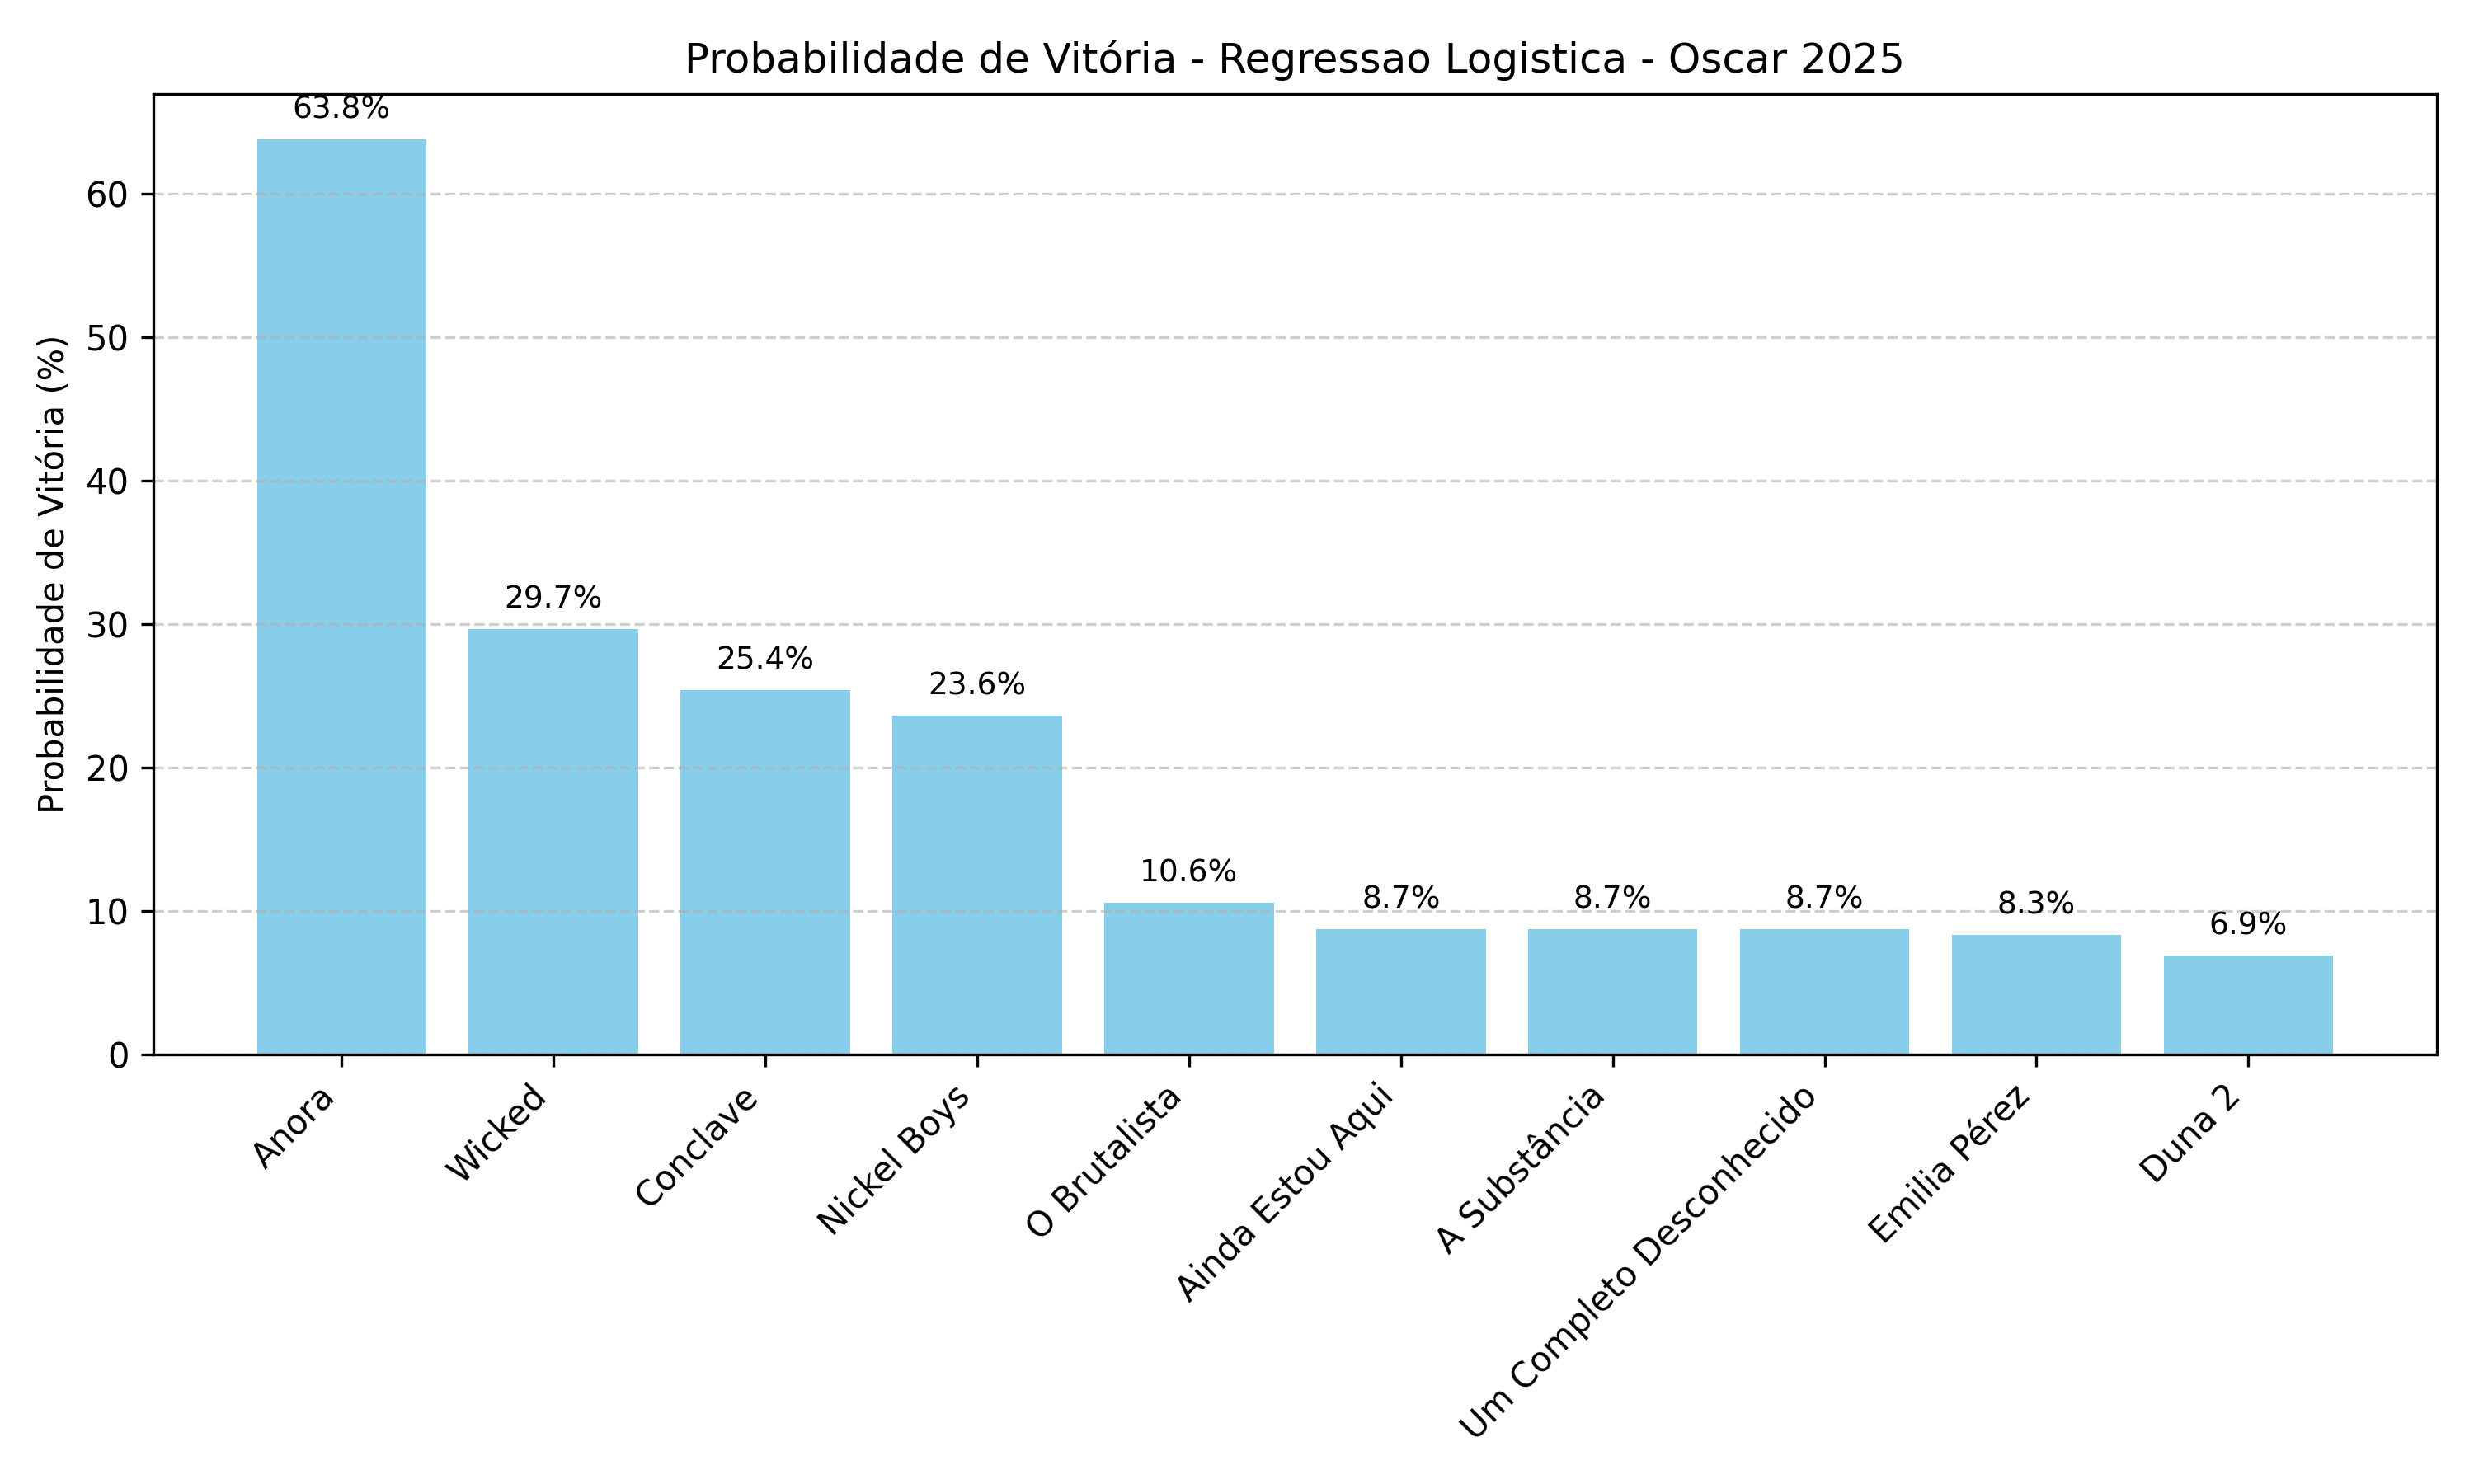 Probabilidade de Vitória - Regressao Logistica - Oscar 2025
Probabilidade de Vitória (%)
60
50
40
30
20
10
0
63.8%
29.7%
25.4%
23.6%
10.6%
8.7%
8.7%
8.7%
8.3%
6.9%
Anora
Wicked
Conclave
Nickel Boys
O Brutalista
Ainda Estou Aqui
A Substância
Um Completo Desconhecido
Emilia Pérez
Duna 2